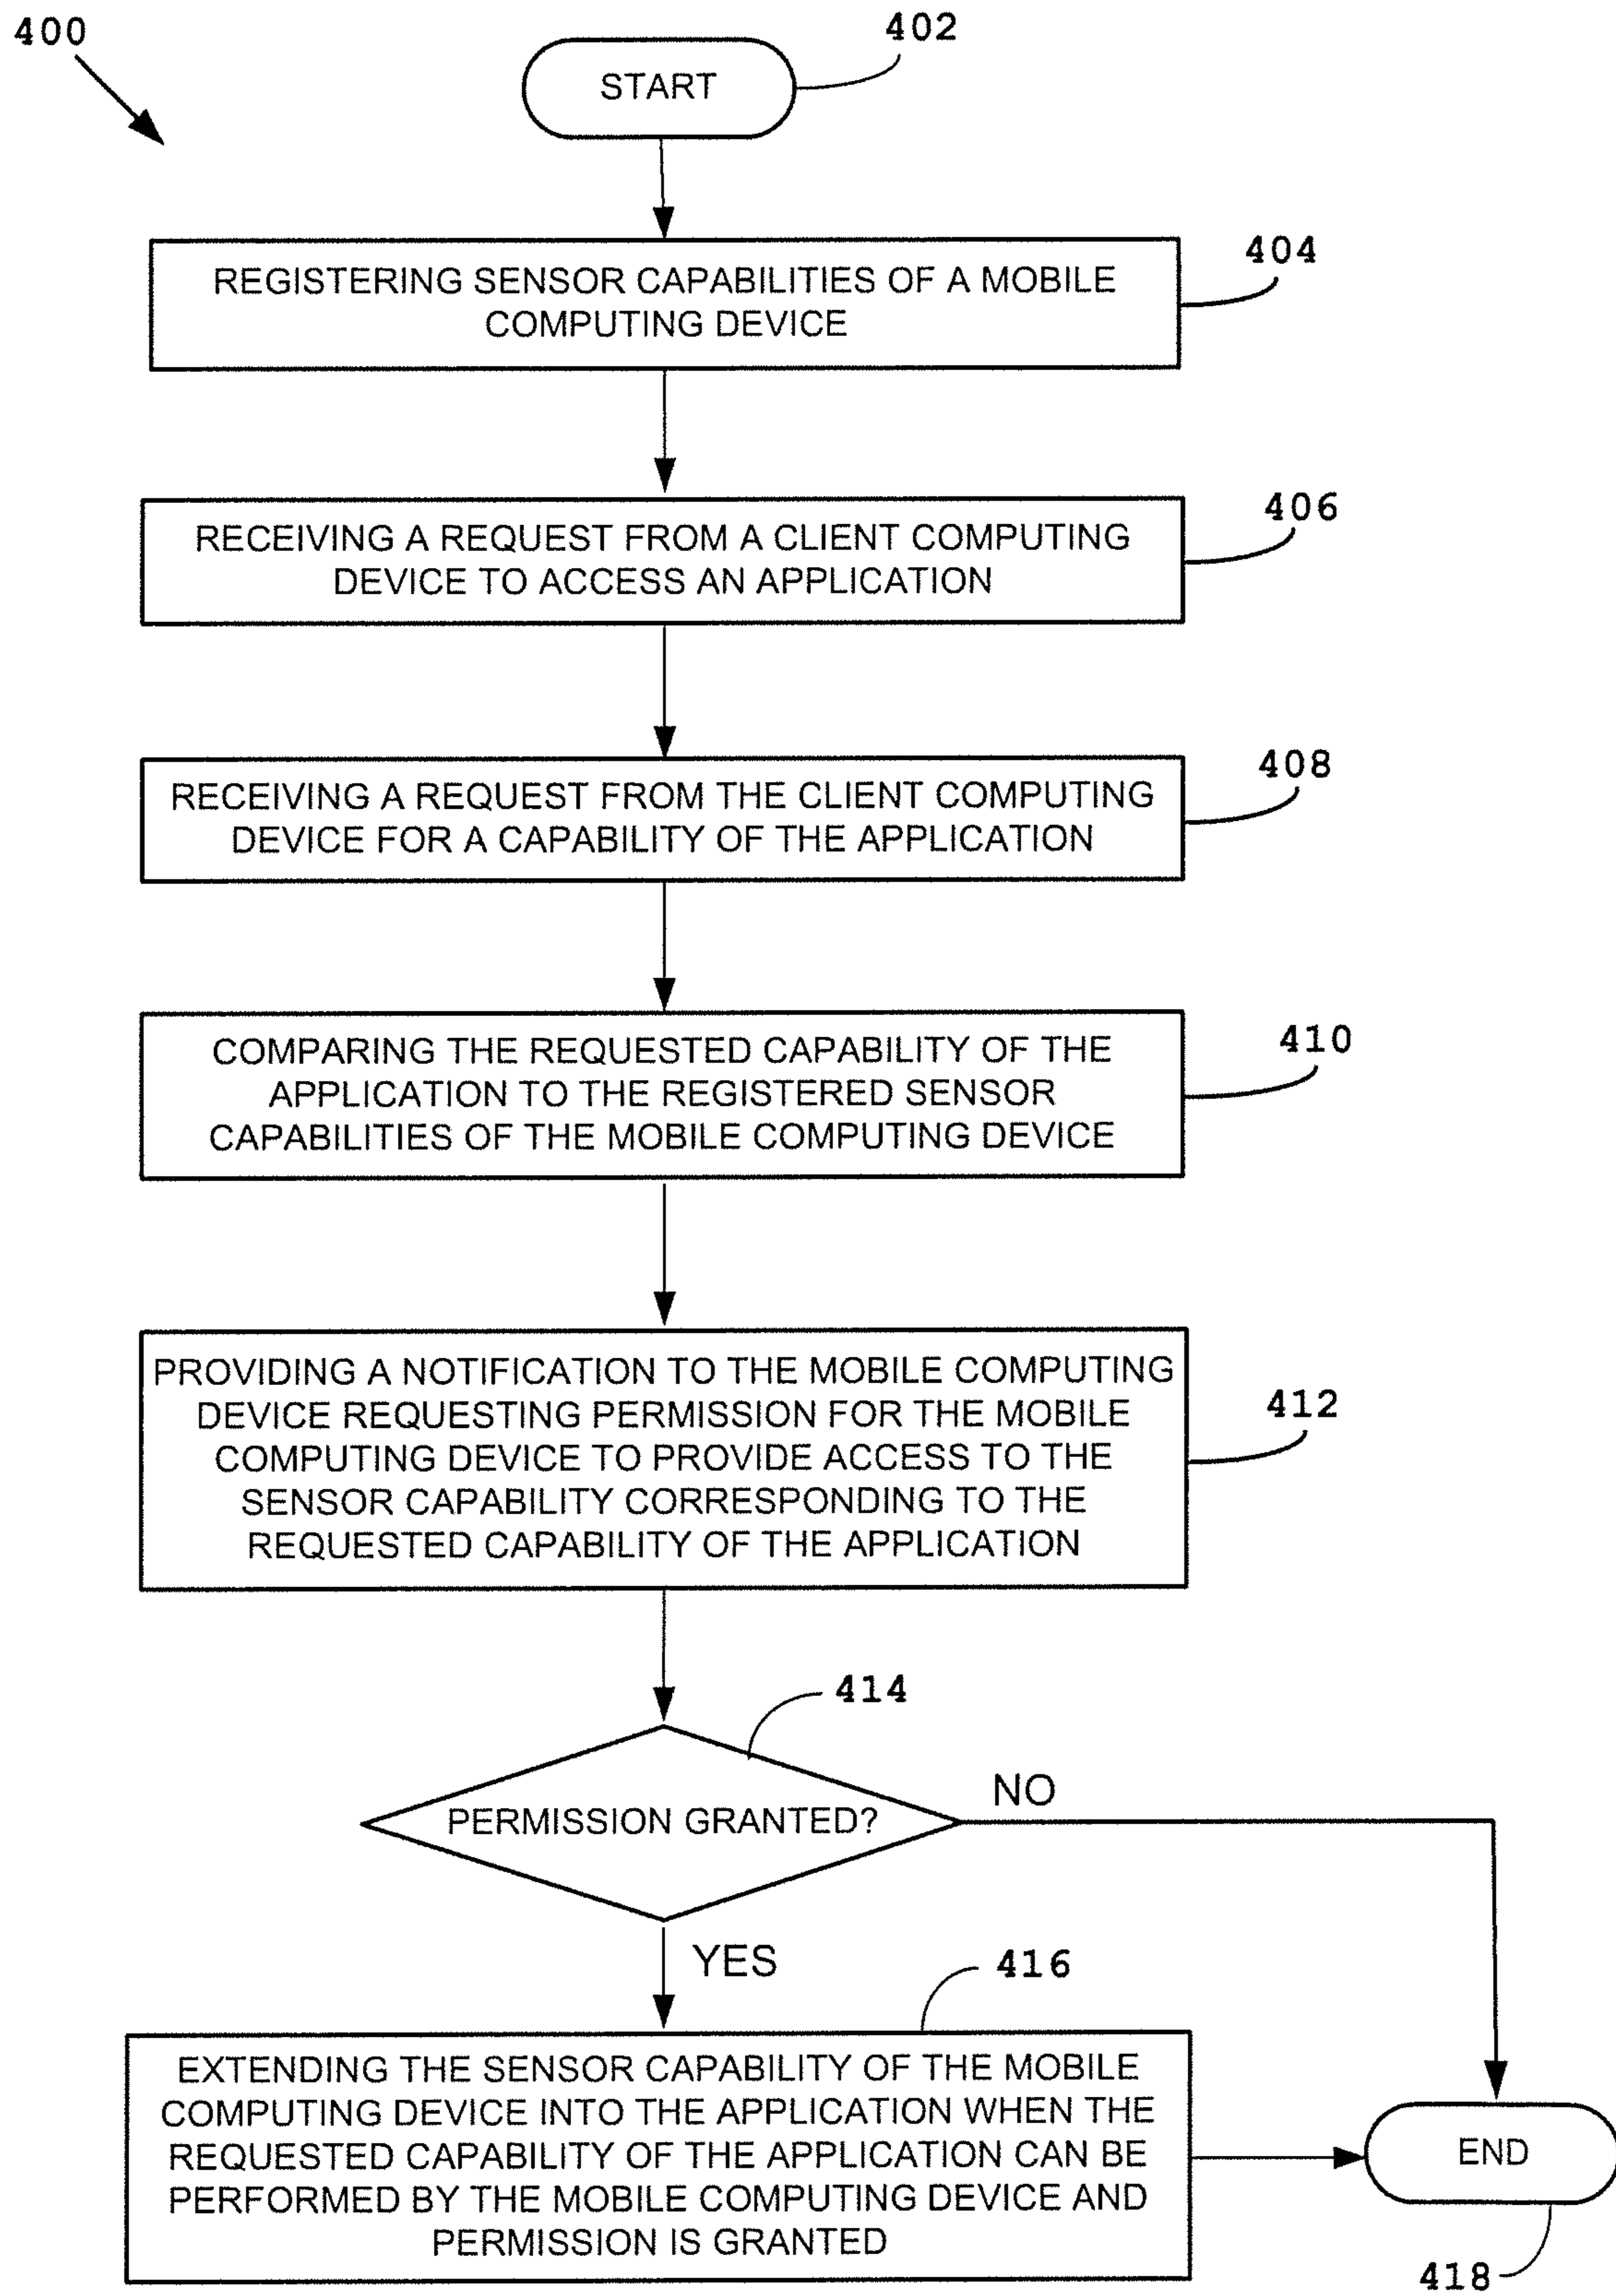 400
402
START
404
REGISTERING SENSOR CAPABILITIES OF A MOBILE
COMPUTING DEVICE
406
RECEIVING A REQUEST FROM A CLIENT COMPUTING
DEVICE TO ACCESS AN APPLICATION
408
RECEIVING A REQUEST FROM THE CLIENT COMPUTING
DEVICE FOR A CAPABILITY OF THE APPLICATION
410
COMPARING THE REQUESTED CAPABILITY OF THE
APPLICATION TO THE REGISTERED SENSOR
CAPABILITIES OF THE MOBILE COMPUTING DEVICE
412
PROVIDING A NOTIFICATION TO THE MOBILE COMPUTING
DEVICE REQUESTING PERMISSION FOR THE MOBILE
COMPUTING DEVICE TO PROVIDE ACCESS TO THE
SENSOR CAPABILITY CORRESPONDING TO THE
REQUESTED CAPABILITY OF THE APPLICATION
414
PERMISSION GRANTED?
NO
YES
416
EXTENDING THE SENSOR CAPABILITY OF THE MOBILE
COMPUTING DEVICE INTO THE APPLICATION WHEN THE
REQUESTED CAPABILITY OF THE APPLICATION CAN BE
PERFORMED BY THE MOBILE COMPUTING DEVICE AND
PERMISSION IS GRANTED
END
418